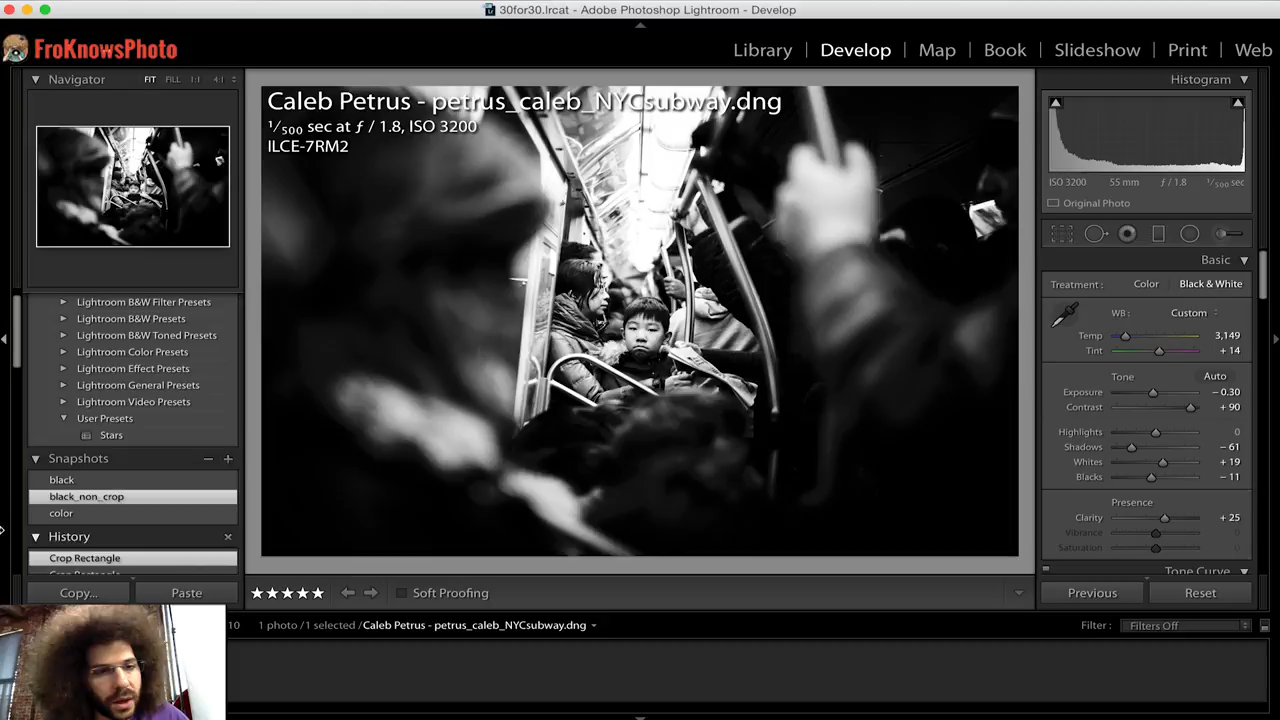 30for30.lrcat - Adobe Photoshop Lightroom - Develop
FroKnowsPhoto
Library | Develop | Map | Book | Slideshow | Print | Web
Navigator FIT FILL 1:1 4:1
Lightroom B&W Filter Presets
Lightroom B&W Presets
Lightroom B&W Toned Presets
Lightroom Color Presets
Lightroom Effect Presets
Lightroom General Presets
Lightroom Video Presets
User Presets
Stars
Snapshots
black
black_non_crop
color
History
Crop Rectangle
Crop Rectangle
Copy... Paste
Caleb Petrus - petrus_caleb_NYCsubway.dng
1/500 sec at ƒ / 1.8, ISO 3200
ILCE-7RM2
Soft Proofing
Histogram
ISO 3200 55 mm ƒ / 1.8 1/500 sec
Original Photo
Basic
Treatment : Color Black & White
WB : Custom
Temp 3,149
Tint + 14
Tone Auto
Exposure – 0.30
Contrast + 90
Highlights 0
Shadows – 61
Whites + 19
Blacks – 11
Presence
Clarity + 25
Vibrance 0
Saturation 0
Tone Curve
Previous Reset
10 1 photo / 1 selected / Caleb Petrus - petrus_caleb_NYCsubway.dng
Filter : Filters Off